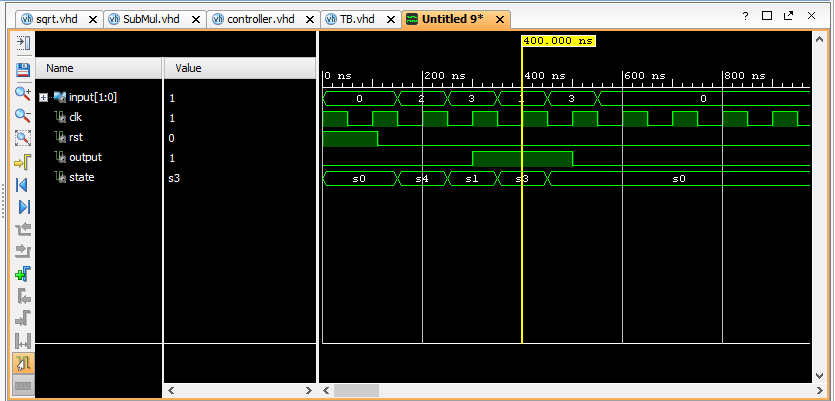 sqrt.vhd SubMul.vhd controller.vhd TB.vhd Untitled 9*
400.000 ns
Name Value 0 ns 200 ns 400 ns 600 ns 800 ns
input[1:0] 1 0 2 3 1 3 0
clk 1
rst 0
output 1
state s3 s0 s4 s1 s3 s0